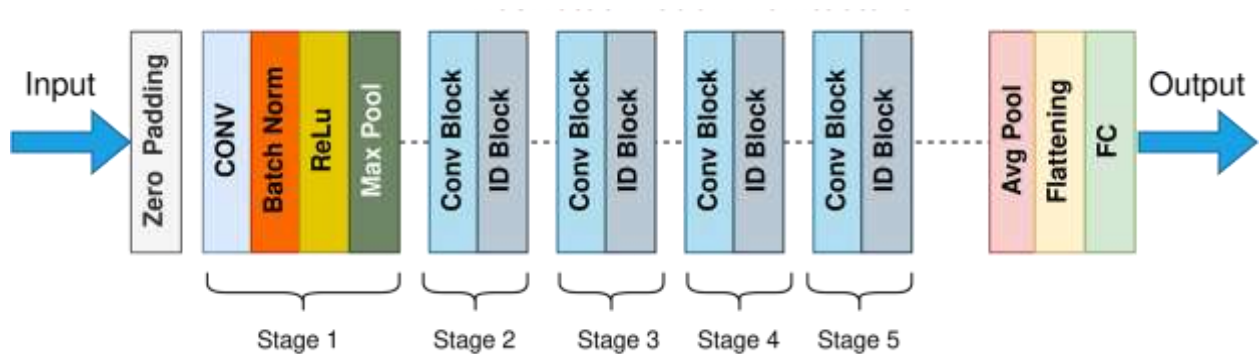 Input
Zero Padding
CONV
Batch Norm
ReLu
Max Pool
Conv Block
ID Block
Conv Block
ID Block
Conv Block
ID Block
Conv Block
ID Block
Avg Pool
Flattening
FC
Output
Stage 1
Stage 2
Stage 3
Stage 4
Stage 5